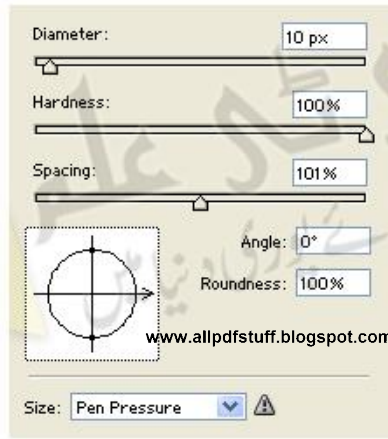 Diameter: 10 px
Hardness: 100%
Spacing: 101%
Angle: 0°
Roundness: 100%
www.allpdfstuff.blogspot.com
Size: Pen Pressure